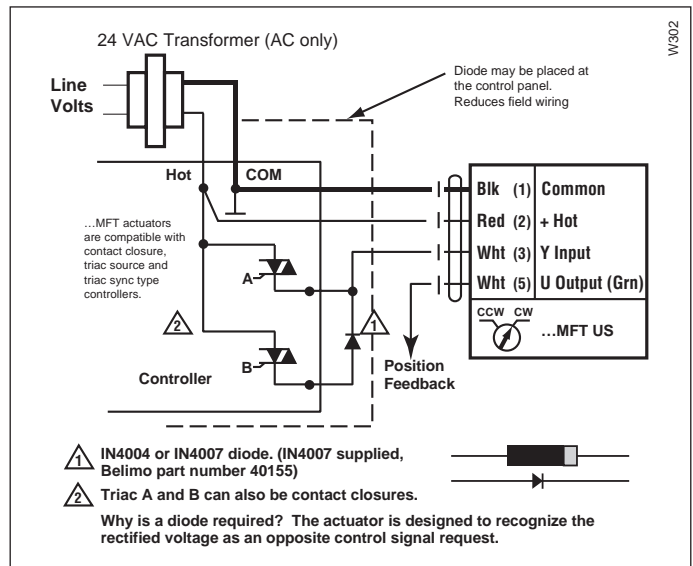 W302
24 VAC Transformer (AC only)
Line
Volts
Diode may be placed at
the control panel.
Reduces field wiring
Hot
COM
...MFT actuators
are compatible with
contact closure,
triac source and
triac sync type
controllers.
A
B
2
1
Controller
Position
Feedback
Blk (1) Common
Red (2) + Hot
Wht (3) Y Input
Wht (5) U Output (Grn)
CCW CW
...MFT US
1 IN4004 or IN4007 diode. (IN4007 supplied,
Belimo part number 40155)
2 Triac A and B can also be contact closures.
Why is a diode required? The actuator is designed to recognize the
rectified voltage as an opposite control signal request.